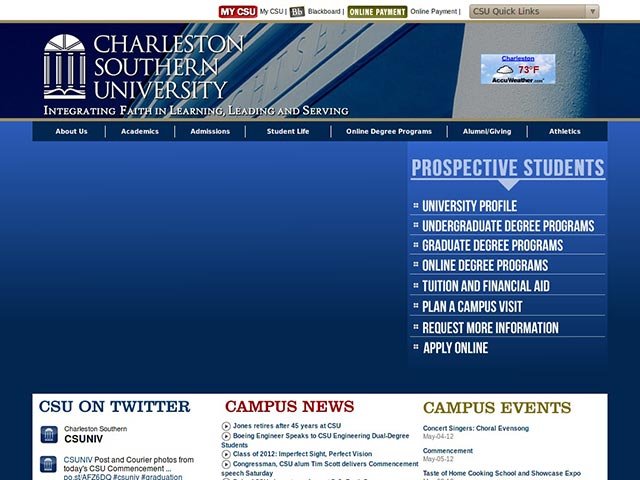 MY CSU My CSU | Bb Blackboard | ONLINE PAYMENT Online Payment | CSU Quick Links
CHARLESTON
SOUTHERN
UNIVERSITY
INTEGRATING FAITH IN LEARNING, LEADING AND SERVING
Charleston
73°F
AccuWeather.com
About Us Academics Admissions Student Life Online Degree Programs Alumni/Giving Athletics
PROSPECTIVE STUDENTS
UNIVERSITY PROFILE
UNDERGRADUATE DEGREE PROGRAMS
GRADUATE DEGREE PROGRAMS
ONLINE DEGREE PROGRAMS
TUITION AND FINANCIAL AID
PLAN A CAMPUS VISIT
REQUEST MORE INFORMATION
APPLY ONLINE
CSU ON TWITTER
Charleston Southern
CSUNIV
CSUNIV Post and Courier photos from
today's CSU Commencement ...
po.st/AFZ6DQ #csuniv #graduation
CAMPUS NEWS
Jones retires after 45 years at CSU
Boeing Engineer Speaks to CSU Engineering Dual-Degree
Students
Class of 2012: Imperfect Sight, Perfect Vision
Congressman, CSU alum Tim Scott delivers Commencement
speech Saturday
CAMPUS EVENTS
Concert Singers: Choral Evensong
May-04-12
Commencement
May-05-12
Taste of Home Cooking School and Showcase Expo